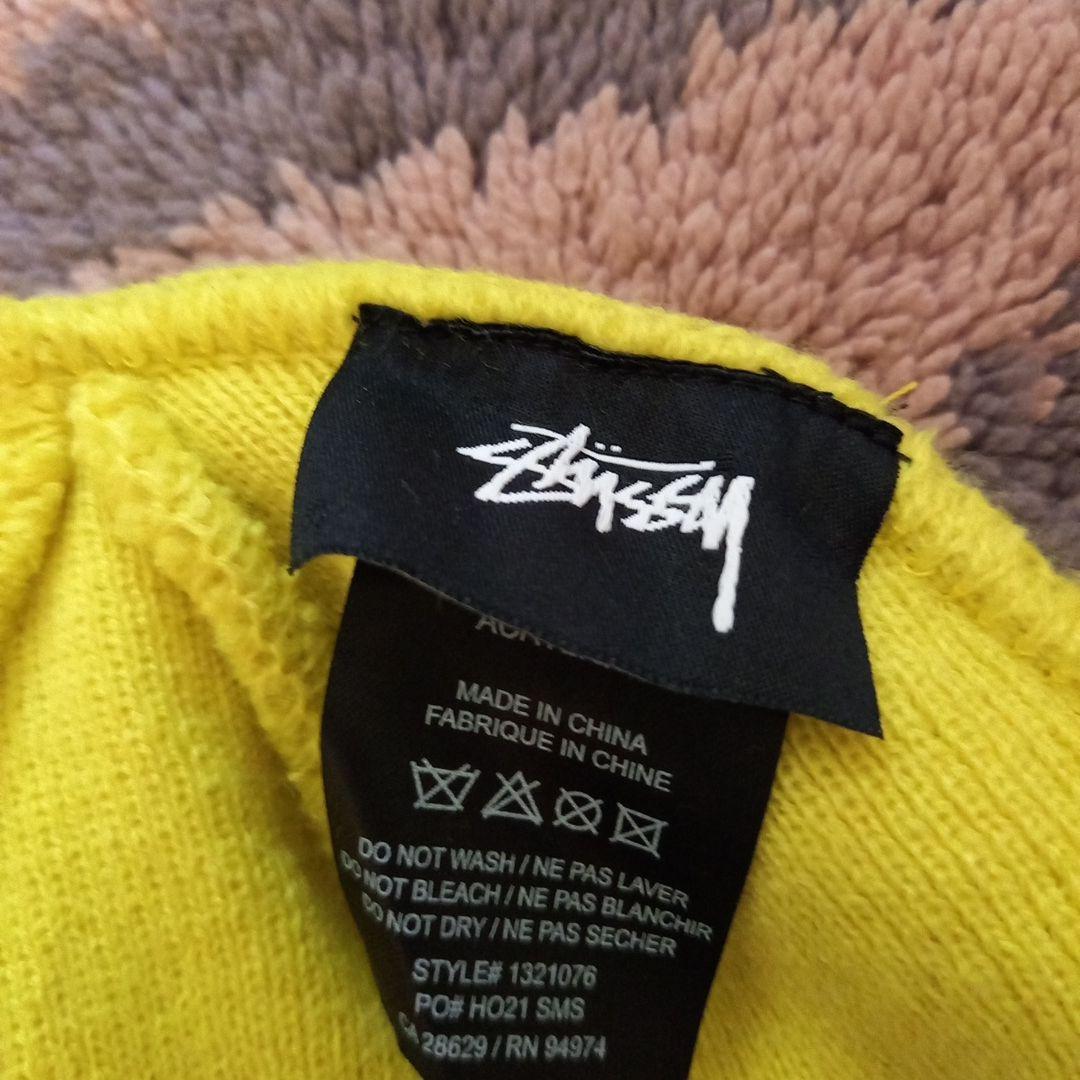 Stüssy
MADE IN CHINA
FABRIQUE IN CHINE
DO NOT WASH / NE PAS LAVER
DO NOT BLEACH / NE PAS BLANCHIR
DO NOT DRY / NE PAS SECHER
STYLE# 1321076
PO# HO21 SMS
CA 28629 / RN 94974